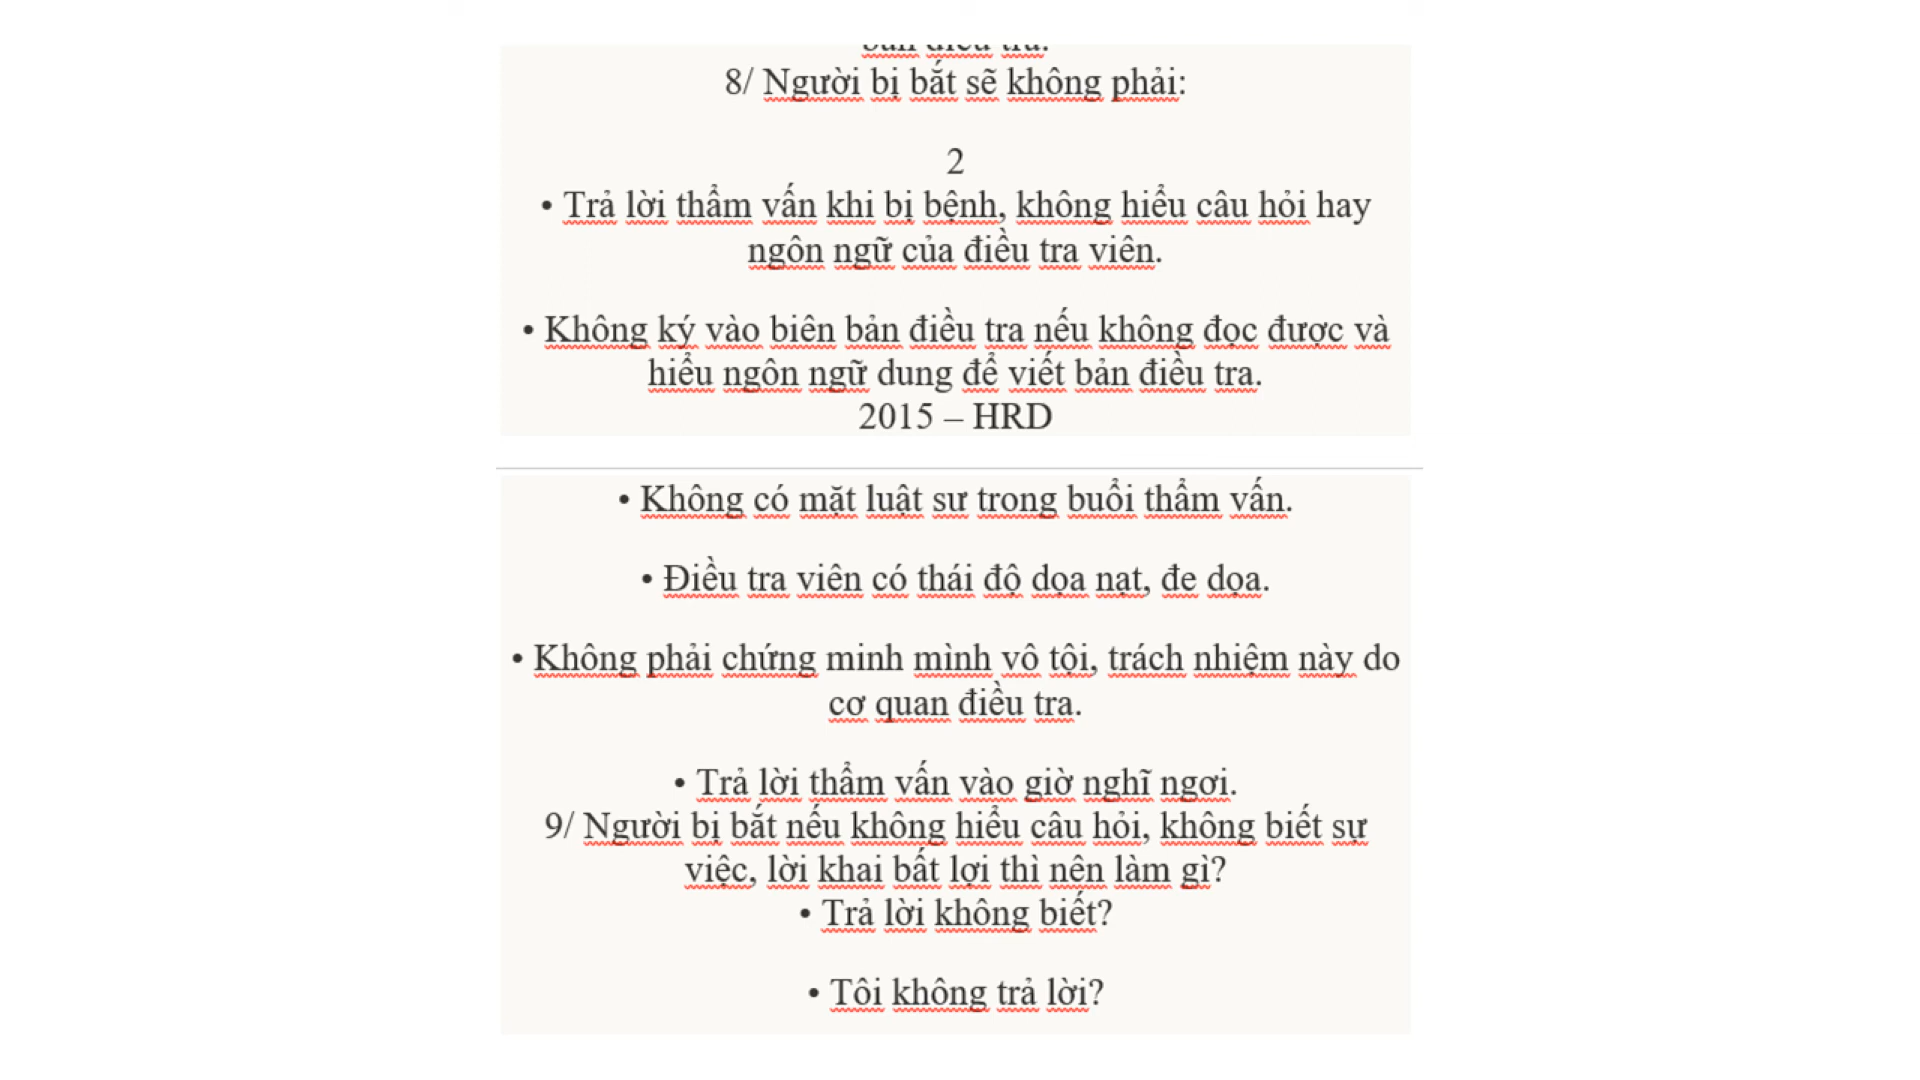 bản điều tra.
8/ Người bị bắt sẽ không phải:
2
• Trả lời thẩm vấn khi bị bệnh, không hiểu câu hỏi hay
ngôn ngữ của điều tra viên.
• Không ký vào biên bản điều tra nếu không đọc được và
hiểu ngôn ngữ dung để viết bản điều tra.
2015 – HRD
• Không có mặt luật sư trong buổi thẩm vấn.
• Điều tra viên có thái độ dọa nạt, đe dọa.
• Không phải chứng minh mình vô tội, trách nhiệm này do
cơ quan điều tra.
• Trả lời thẩm vấn vào giờ nghĩ ngơi.
9/ Người bị bắt nếu không hiểu câu hỏi, không biết sự
việc, lời khai bất lợi thì nên làm gì?
• Trả lời không biết?
• Tôi không trả lời?